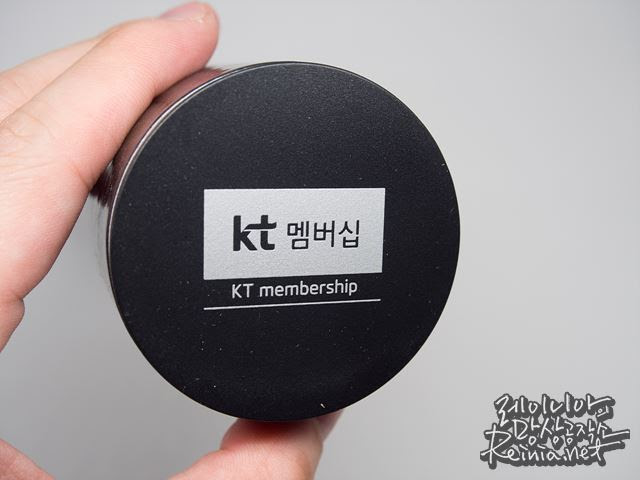 kt 멤버십
KT membership
레이니아의
망상공작소
Reinia.net